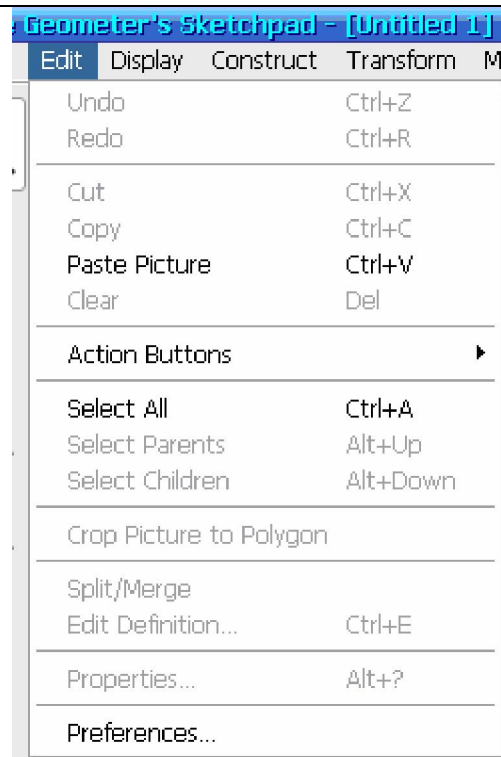 Geometer's Sketchpad - [Untitled 1]
Edit Display Construct Transform M
Undo Ctrl+Z
Redo Ctrl+R
Cut Ctrl+X
Copy Ctrl+C
Paste Picture Ctrl+V
Clear Del
Action Buttons
Select All Ctrl+A
Select Parents Alt+Up
Select Children Alt+Down
Crop Picture to Polygon
Split/Merge
Edit Definition... Ctrl+E
Properties... Alt+?
Preferences...